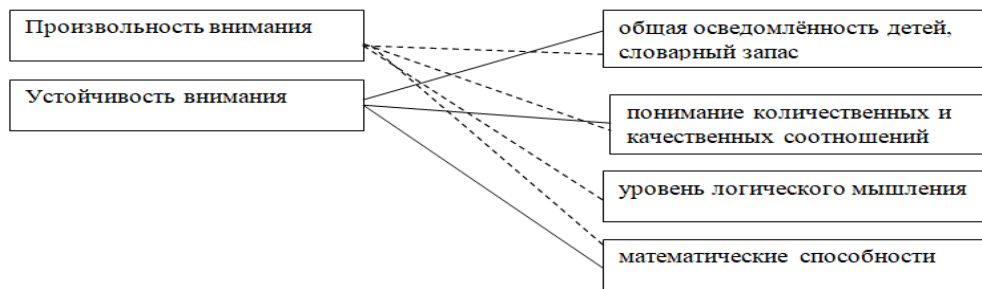 Произвольность внимания
Устойчивость внимания
общая осведомлённость детей,
словарный запас
понимание количественных и
качественных соотношений
уровень логического мышления
математические способности